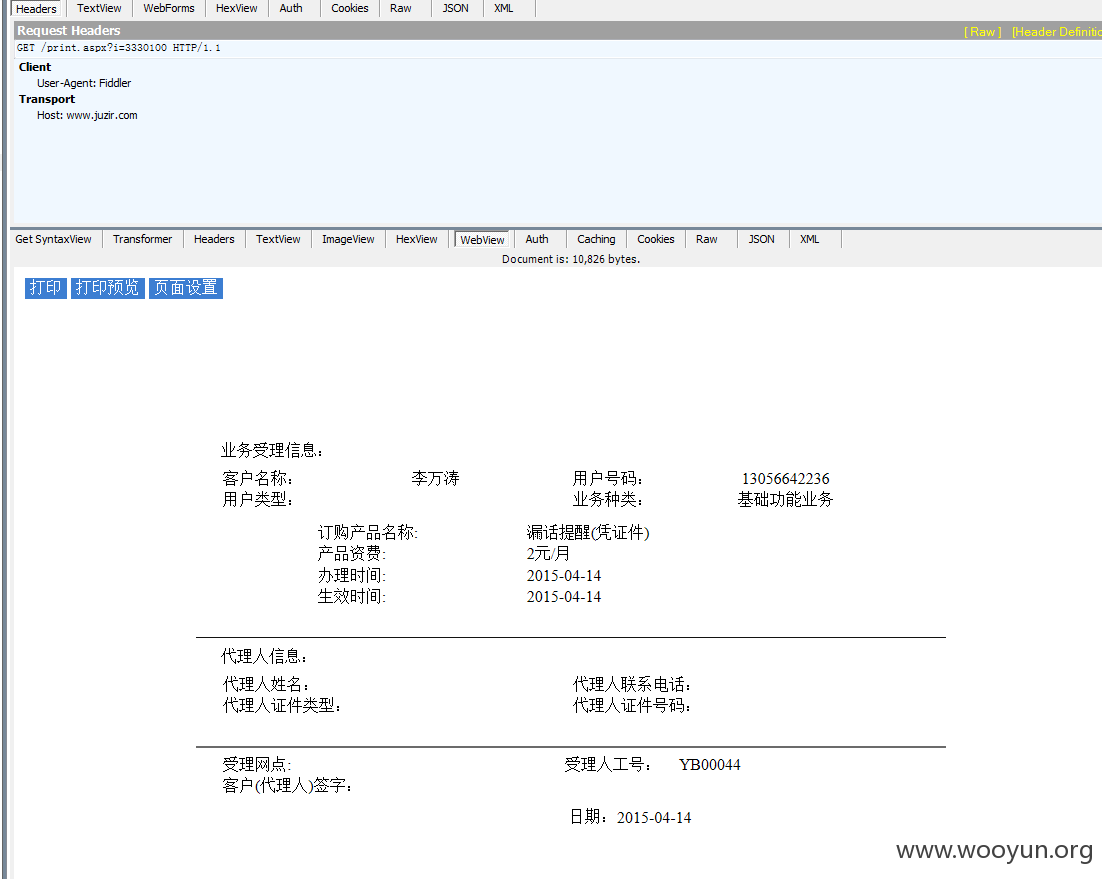 Headers TextView WebForms HexView Auth Cookies Raw JSON XML
Request Headers [ Raw ] [Header Definitio
GET /print.aspx?i=3330100 HTTP/1.1
Client
User-Agent: Fiddler
Transport
Host: www.juzir.com
Get SyntaxView Transformer Headers TextView ImageView HexView WebView Auth Caching Cookies Raw JSON XML
Document is: 10,826 bytes.
打印 打印预览 页面设置
业务受理信息：
客户名称： 李万涛 用户号码： 13056642236
用户类型： 业务种类： 基础功能业务
订购产品名称: 漏话提醒(凭证件)
产品资费: 2元/月
办理时间: 2015-04-14
生效时间: 2015-04-14
代理人信息：
代理人姓名： 代理人联系电话：
代理人证件类型： 代理人证件号码：
受理网点: 受理人工号： YB00044
客户(代理人)签字：
日期：2015-04-14
www.wooyun.org